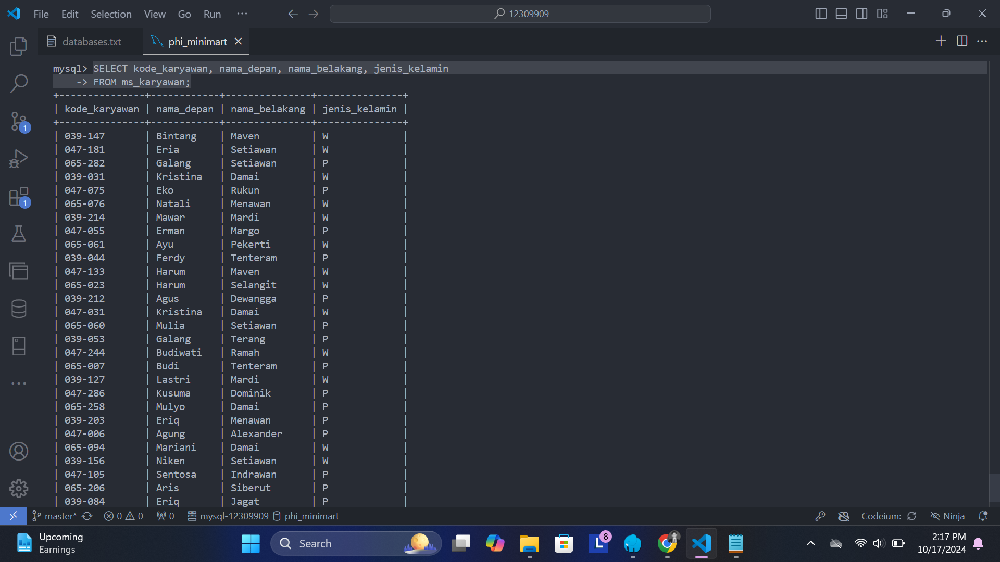 File Edit Selection View Go Run ···
12309909
databases.txt
phi_minimart
mysql> SELECT kode_karyawan, nama_depan, nama_belakang, jenis_kelamin
    -> FROM ms_karyawan;
+---------------+------------+---------------+---------------+
| kode_karyawan | nama_depan | nama_belakang | jenis_kelamin |
+---------------+------------+---------------+---------------+
| 039-147       | Bintang    | Maven         | W             |
| 047-181       | Eria       | Setiawan      | W             |
| 065-282       | Galang     | Setiawan      | P             |
| 039-031       | Kristina   | Damai         | W             |
| 047-075       | Eko        | Rukun         | P             |
| 065-076       | Natali     | Menawan       | W             |
| 039-214       | Mawar      | Mardi         | W             |
| 047-055       | Erman      | Margo         | P             |
| 065-061       | Ayu        | Pekerti       | W             |
| 039-044       | Ferdy      | Tenteram      | P             |
| 047-133       | Harum      | Maven         | W             |
| 065-023       | Harum      | Selangit      | W             |
| 039-212       | Agus       | Dewangga      | P             |
| 047-031       | Kristina   | Damai         | W             |
| 065-060       | Mulia      | Setiawan      | P             |
| 039-053       | Galang     | Terang        | P             |
| 047-244       | Budiwati   | Ramah         | W             |
| 065-007       | Budi       | Tenteram      | P             |
| 039-127       | Lastri     | Mardi         | W             |
| 047-286       | Kusuma     | Dominik       | P             |
| 065-258       | Mulyo      | Damai         | P             |
| 039-203       | Eriq       | Menawan       | P             |
| 047-006       | Agung      | Alexander     | P             |
| 065-094       | Mariani    | Damai         | W             |
| 039-156       | Niken      | Setiawan      | W             |
| 047-105       | Sentosa    | Indrawan      | P             |
| 065-206       | Aris       | Siberut       | P             |
| 039-084       | Eriq       | Jagat         | P             |
1
1
master* 0 0 0 mysql-12309909 phi_minimart
Codeium: Ninja
Upcoming
Earnings
Search
L
8
2:17 PM
10/17/2024